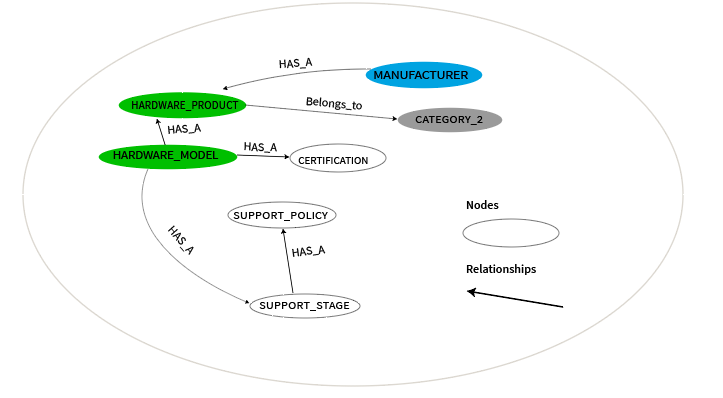 HAS_A
MANUFACTURER
HARDWARE_PRODUCT
Belongs_to
CATEGORY_2
HAS_A
HARDWARE_MODEL
HAS_A
CERTIFICATION
SUPPORT_POLICY
Nodes
HAS_A
HAS_A
Relationships
SUPPORT_STAGE